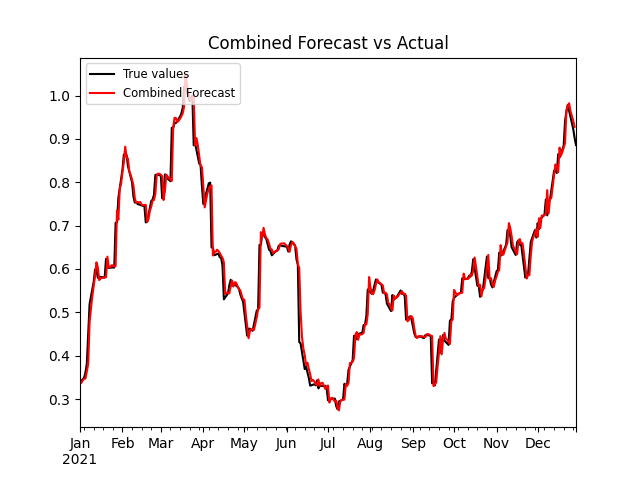 Combined Forecast vs Actual
True values
Combined Forecast
1.0
0.9
0.8
0.7
0.6
0.5
0.4
0.3
Jan Feb Mar Apr May Jun Jul Aug Sep Oct Nov Dec
2021